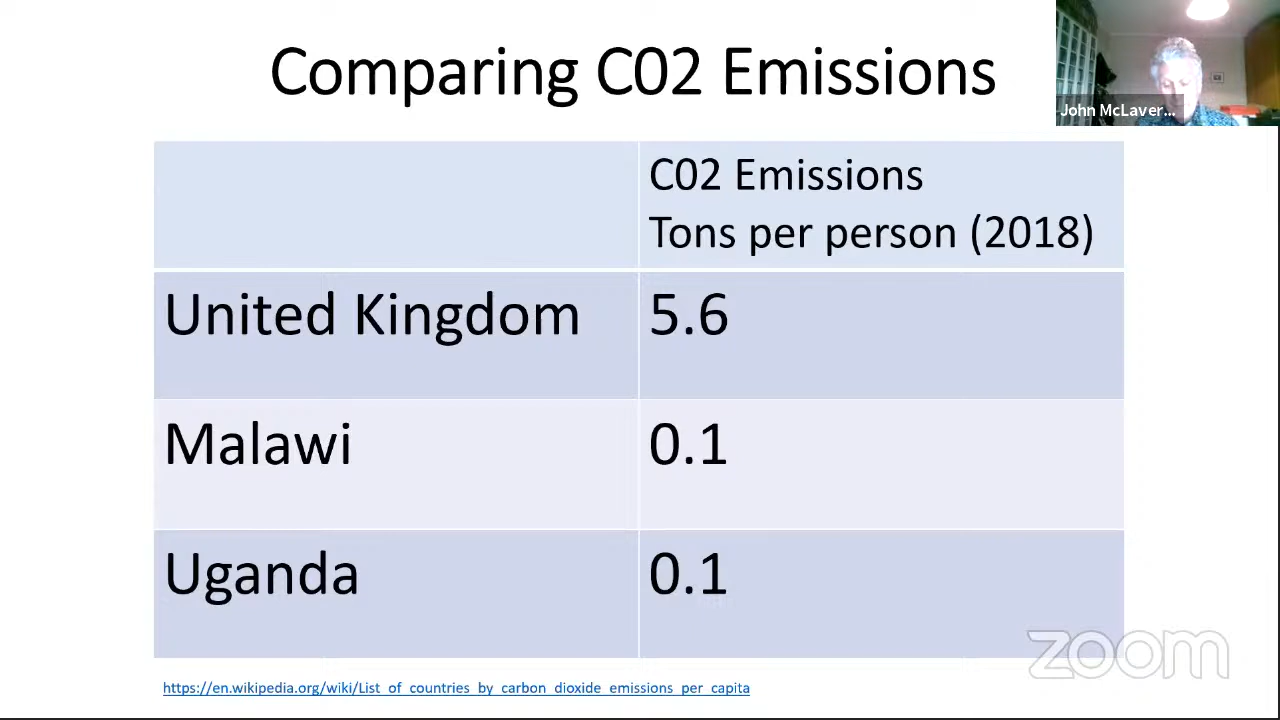 Comparing C02 Emissions
John McLaver...
C02 Emissions
Tons per person (2018)
United Kingdom
5.6
Malawi
0.1
Uganda
0.1
zoom
https://en.wikipedia.org/wiki/List_of_countries_by_carbon_dioxide_emissions_per_capita